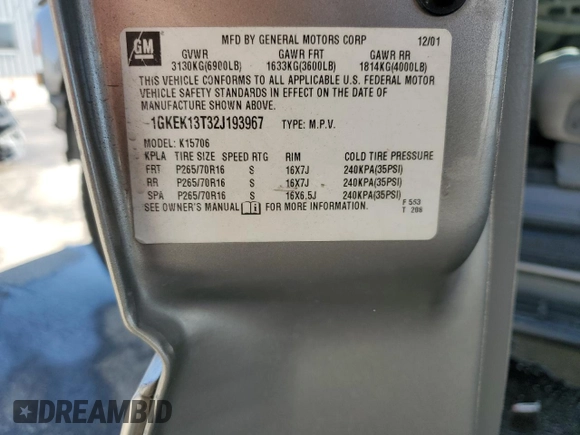 GM
MFD BY GENERAL MOTORS CORP 12/01
GVWR GAWR FRT GAWR RR
3130KG(6900LB) 1633KG(3600LB) 1814KG(4000LB)
THIS VEHICLE CONFORMS TO ALL APPLICABLE U.S. FEDERAL MOTOR
VEHICLE SAFETY STANDARDS IN EFFECT ON THE DATE OF
MANUFACTURE SHOWN ABOVE.
1GKEK13T32J193967 TYPE: M.P.V.
MODEL: K15706
KPLA TIRE SIZE SPEED RTG RIM COLD TIRE PRESSURE
FRT P265/70R16 S 16X7J 240KPA(35PSI)
RR P265/70R16 S 16X7J 240KPA(35PSI)
SPA P265/70R16 S 16X6.5J 240KPA(35PSI)
SEE OWNER'S MANUAL FOR MORE INFORMATION.
F 553
T 206
DREAMBID